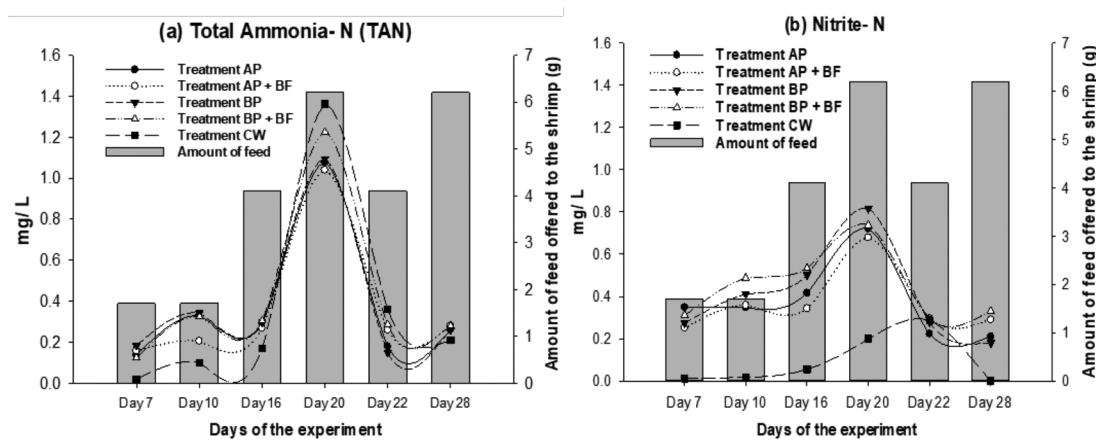 (a) Total Ammonia- N (TAN)
1.6
1.4
1.2
1.0
0.8
0.6
0.4
0.2
0.0
mg/ L
Treatment AP
Treatment AP + BF
Treatment BP
Treatment BP + BF
Treatment CW
Amount of feed
7
6
5
4
3
2
1
0
Amount of feed offered to the shrimp (g)
Day 7 Day 10 Day 16 Day 20 Day 22 Day 28
Days of the experiment
(b) Nitrite- N
1.6
1.4
1.2
1.0
0.8
0.6
0.4
0.2
0.0
mg/ L
Treatment AP
Treatment AP + BF
Treatment BP
Treatment BP + BF
Treatment CW
Amount of feed
7
6
5
4
3
2
1
0
Amount of feed offered to the shrimp (g)
Day 7 Day 10 Day 16 Day 20 Day 22 Day 28
Days of the experiment